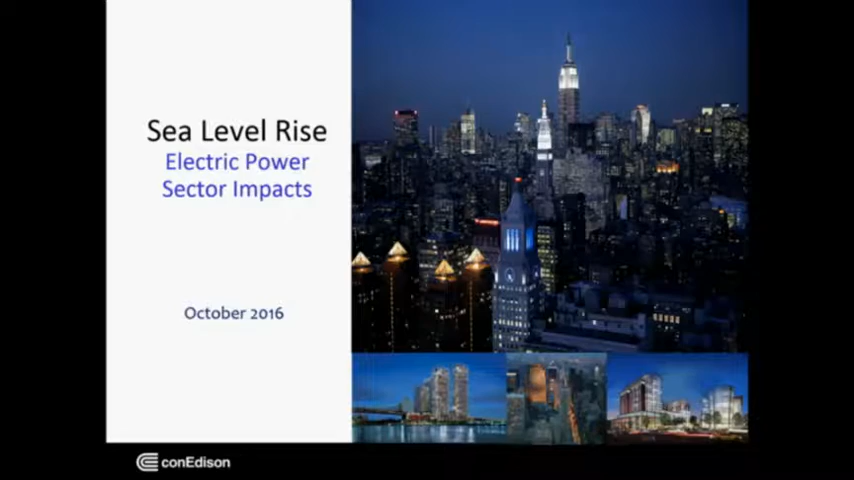 Sea Level Rise
Electric Power
Sector Impacts
October 2016
conEdison